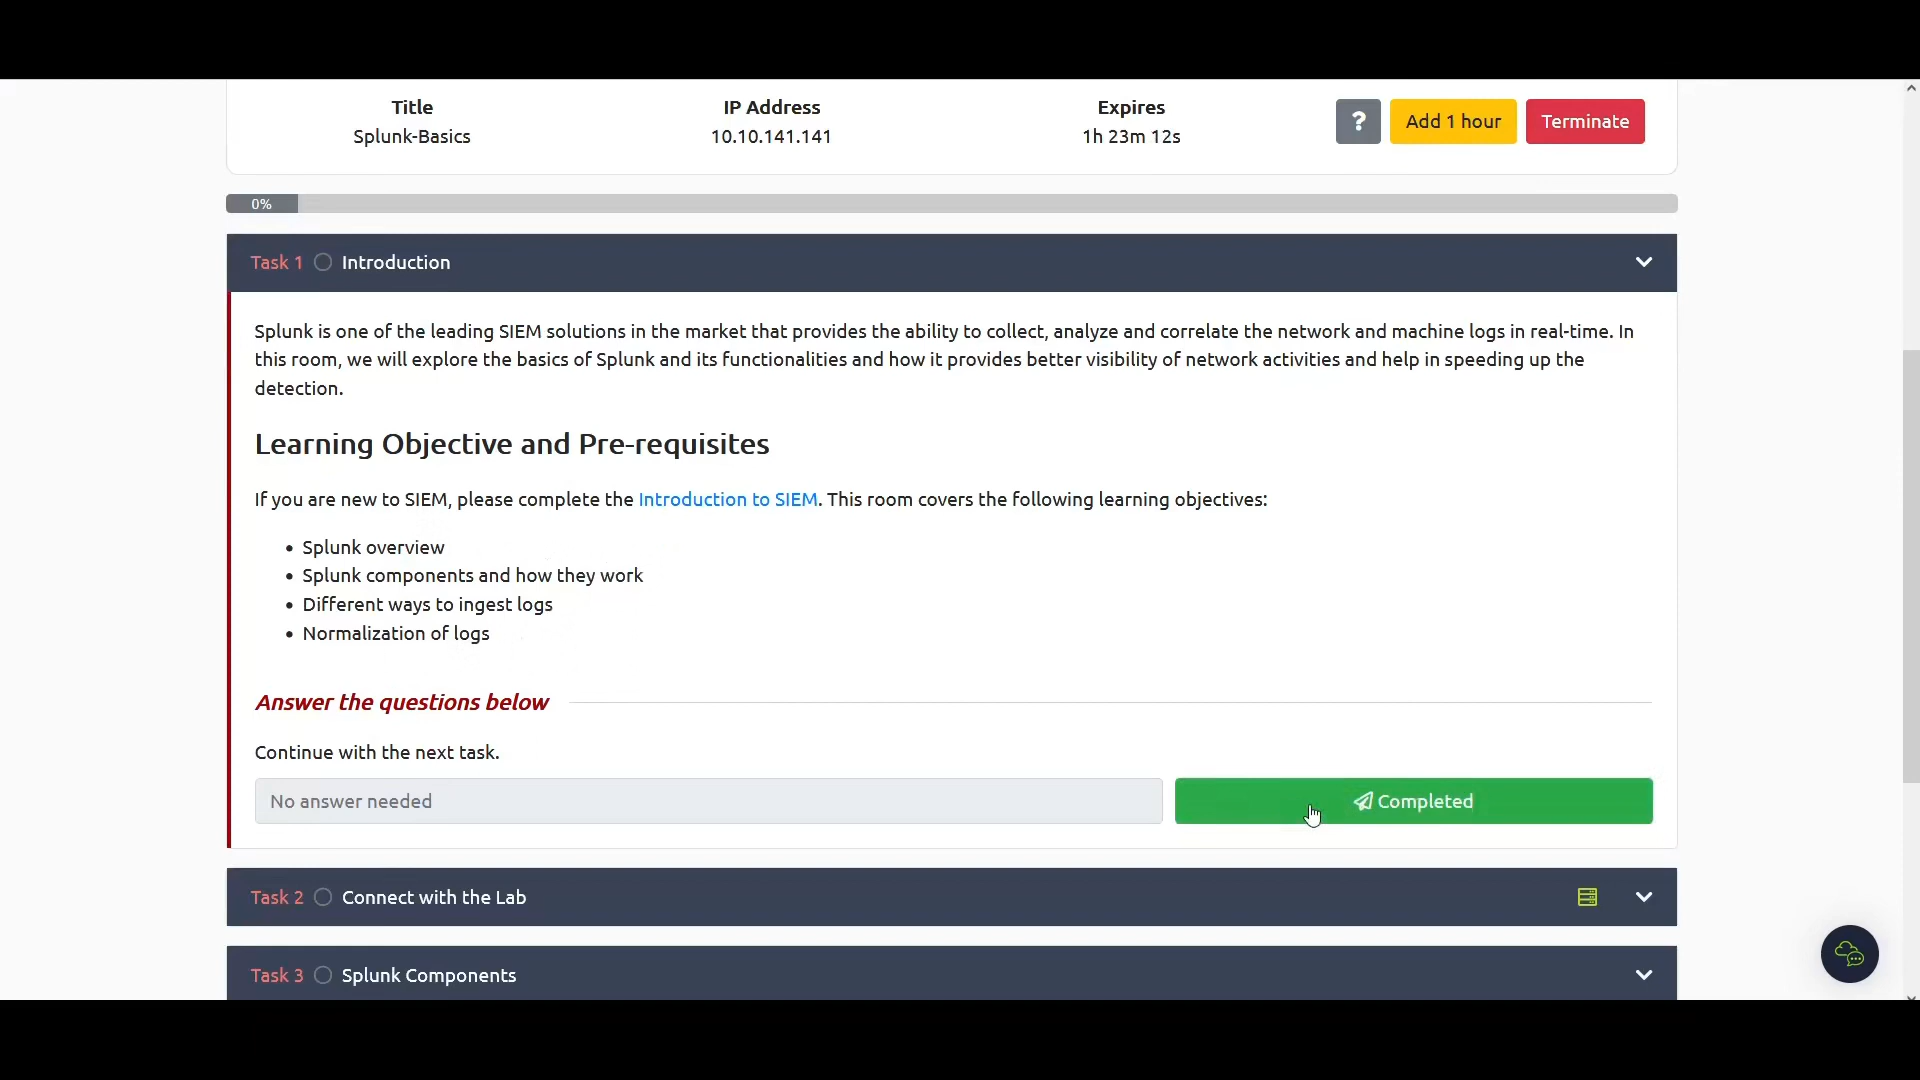 Title
Splunk-Basics
IP Address
10.10.141.141
Expires
1h 23m 12s
?
Add 1 hour
Terminate
0%
Task 1 Introduction
Splunk is one of the leading SIEM solutions in the market that provides the ability to collect, analyze and correlate the network and machine logs in real-time. In
this room, we will explore the basics of Splunk and its functionalities and how it provides better visibility of network activities and help in speeding up the
detection.
Learning Objective and Pre-requisites
If you are new to SIEM, please complete the Introduction to SIEM. This room covers the following learning objectives:
• Splunk overview
• Splunk components and how they work
• Different ways to ingest logs
• Normalization of logs
Answer the questions below
Continue with the next task.
No answer needed
Completed
Task 2 Connect with the Lab
Task 3 Splunk Components